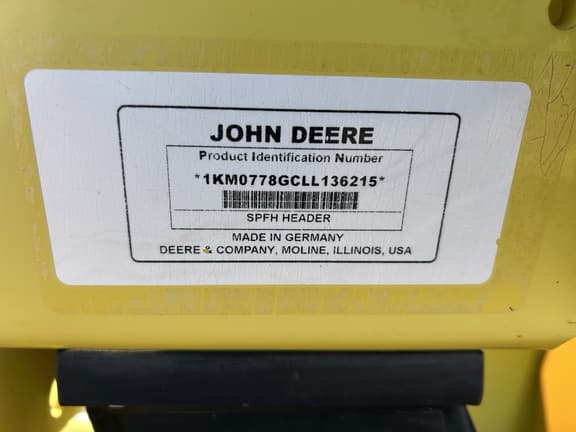 JOHN DEERE
Product Identification Number
*1KM0778GCLL136215*
SPFH HEADER
MADE IN GERMANY
DEERE & COMPANY, MOLINE, ILLINOIS, USA